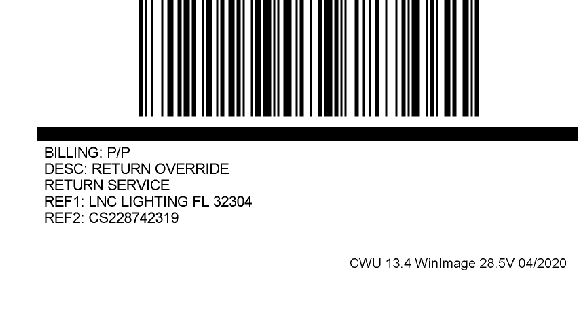 BILLING: P/P
DESC: RETURN OVERRIDE
RETURN SERVICE
REF1: LNC LIGHTING FL 32304
REF2: CS228742319
CWU 13.4 WinImage 28.5V 04/2020